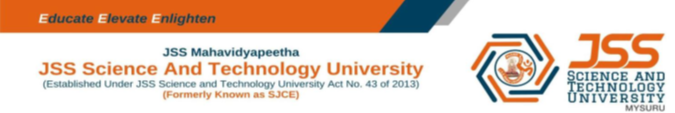 Educate Elevate Enlighten
JSS Mahavidyapeetha
JSS Science And Technology University
(Established Under JSS Science and Technology University Act No. 43 of 2013)
(Formerly Known as SJCE)
JSS
SCIENCE AND
TECHNOLOGY
UNIVERSITY
MYSURU